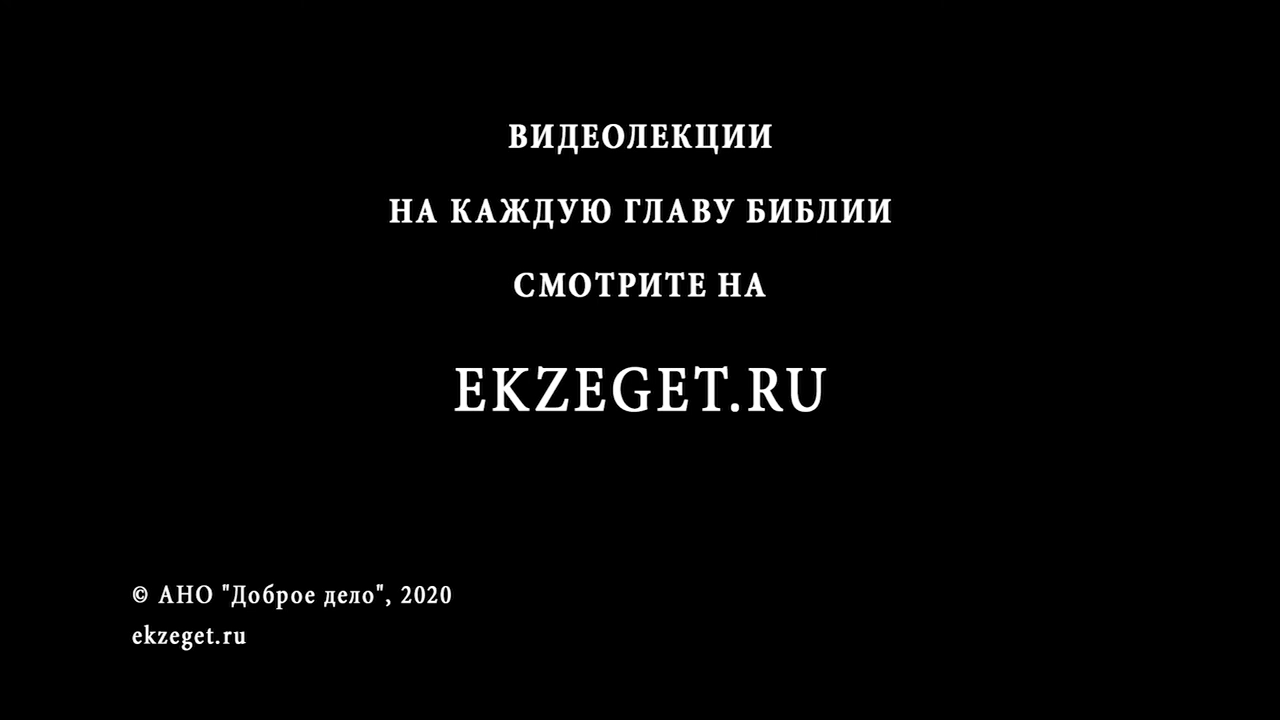 ВИДЕОЛЕКЦИИ
НА КАЖДУЮ ГЛАВУ БИБЛИИ
СМОТРИТЕ НА
EKZEGET.RU
© АНО "Доброе дело", 2020
ekzeget.ru